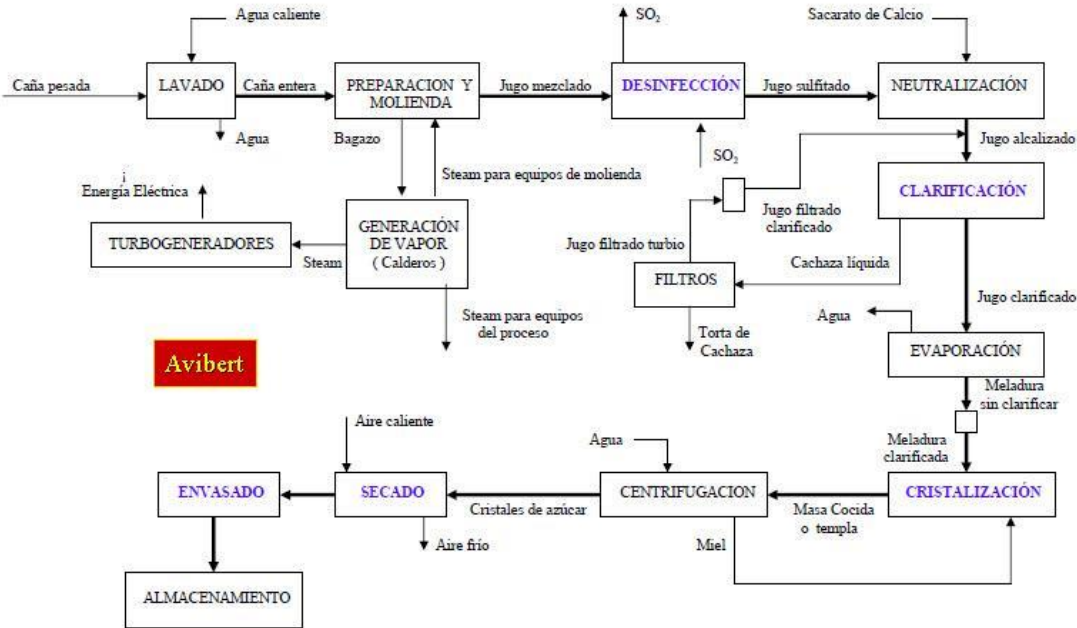 Agua caliente
SO2
Sacarato de Calcio
Caña pesada
LAVADO
Caña entera
PREPARACION Y
MOLIENDA
Jugo mezclado
DESINFECCIÓN
Jugo sulfitado
NEUTRALIZACIÓN
Agua
Bagazo
SO2
Jugo alcalizado
Steam para equipos de molienda
¡
Energía Eléctrica
CLARIFICACIÓN
Jugo filtrado
clarificado
TURBOGENERADORES
Steam
GENERACIÓN
DE VAPOR
( Calderos )
Jugo filtrado turbio
Cachaza líquida
FILTROS
Jugo clarificado
Steam para equipos
del proceso
Torta de
Cachaza
Agua
EVAPORACIÓN
Avibert
Meladura
sin clarificar
Aire caliente
Agua
Meladura
clarificada
ENVASADO
SECADO
Cristales de azúcar
CENTRIFUGACION
Masa Cocida
o templa
CRISTALIZACIÓN
Aire frío
Miel
ALMACENAMIENTO